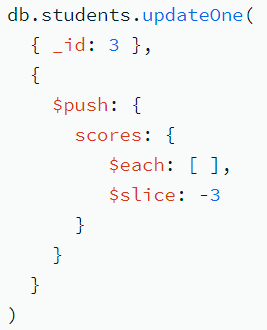 db.students.updateOne(
  { _id: 3 },
  {
    $push: {
      scores: {
         $each: [ ],
         $slice: -3
      }
    }
  }
)